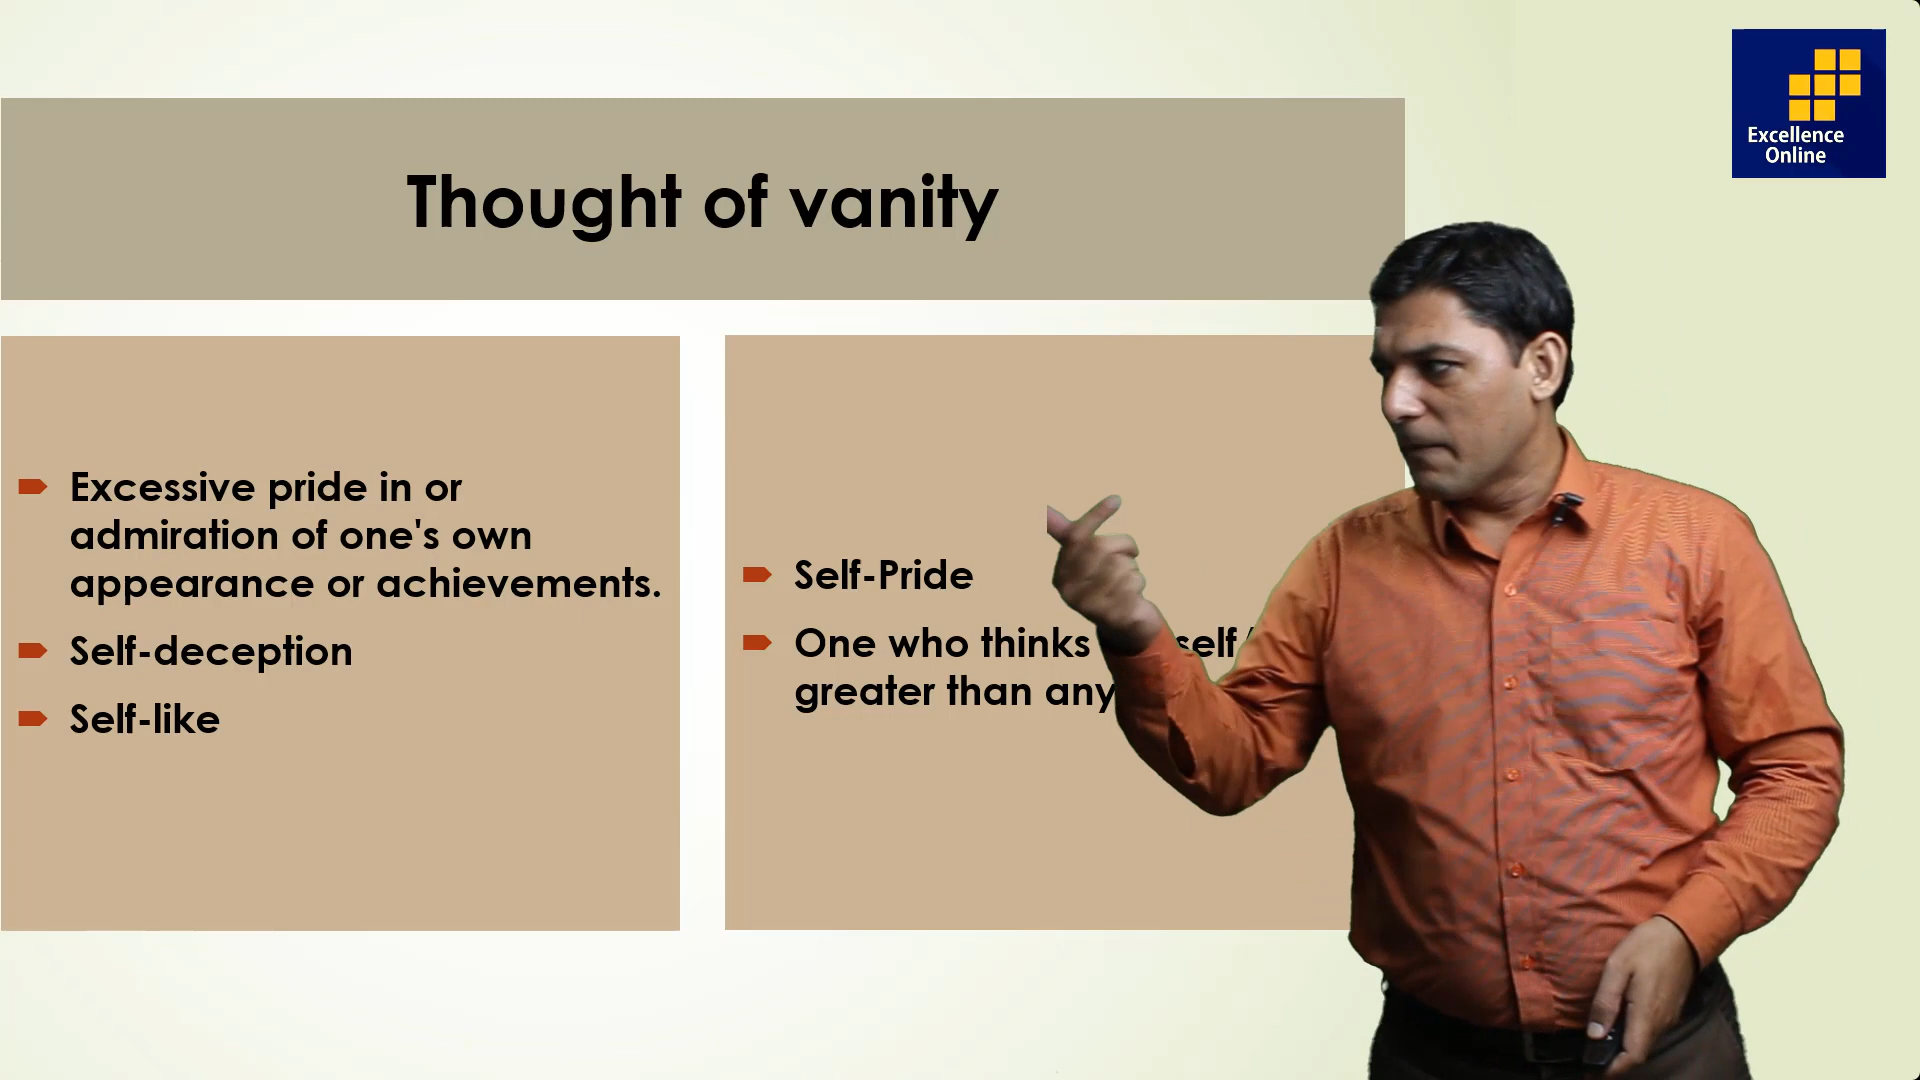 Excellence
Online
Thought of vanity
Excessive pride in or
admiration of one's own
appearance or achievements.
Self-deception
Self-like
Self-Pride
One who thinks
greater than any